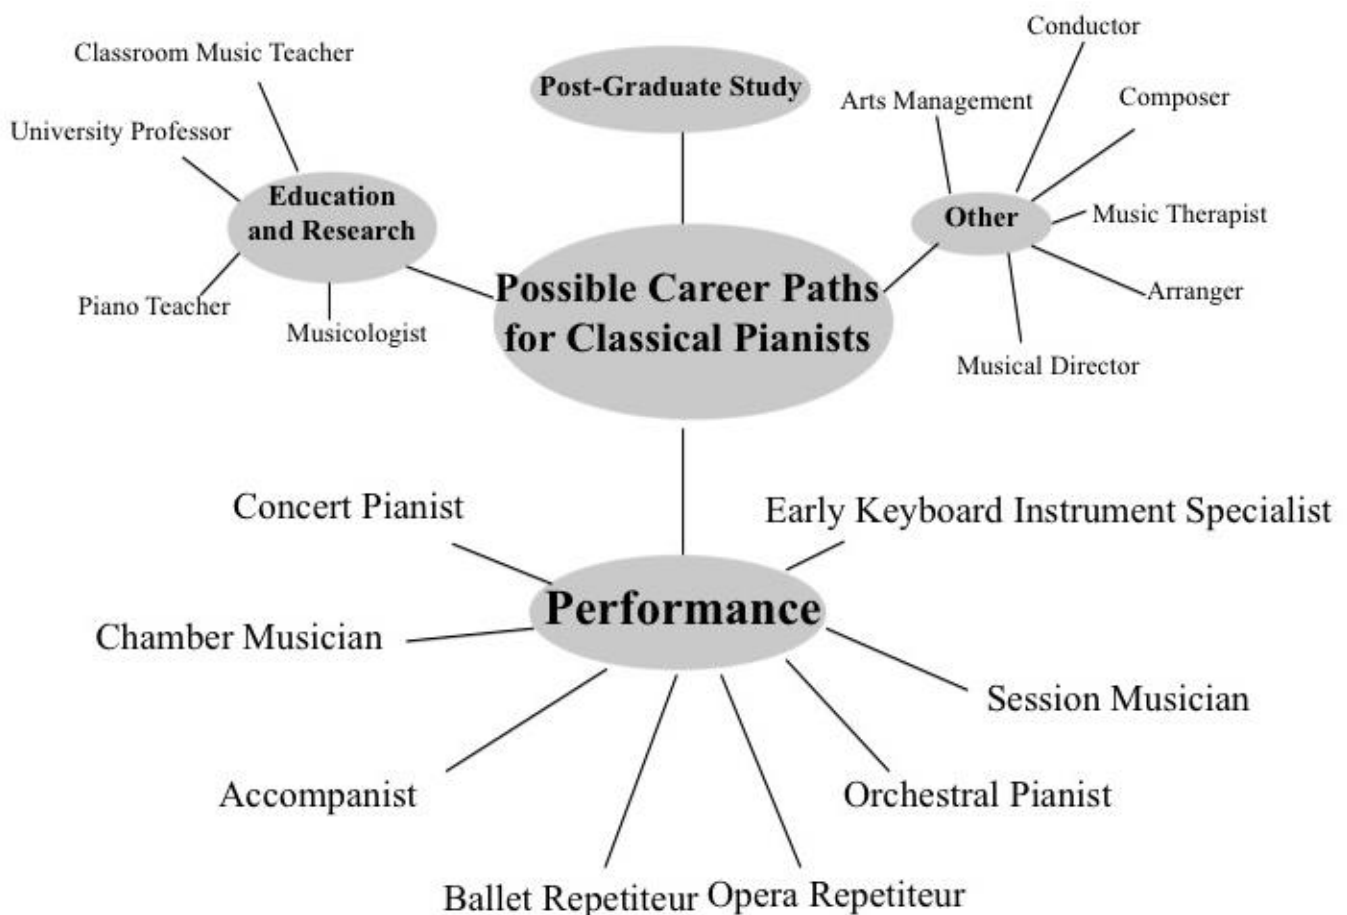 Conductor
Classroom Music Teacher
Post-Graduate Study
Arts Management
Composer
University Professor
Education
and Research
Other
Music Therapist
Possible Career Paths
for Classical Pianists
Piano Teacher
Musicologist
Arranger
Musical Director
Concert Pianist
Early Keyboard Instrument Specialist
Performance
Chamber Musician
Session Musician
Accompanist
Orchestral Pianist
Ballet Repetiteur
Opera Repetiteur